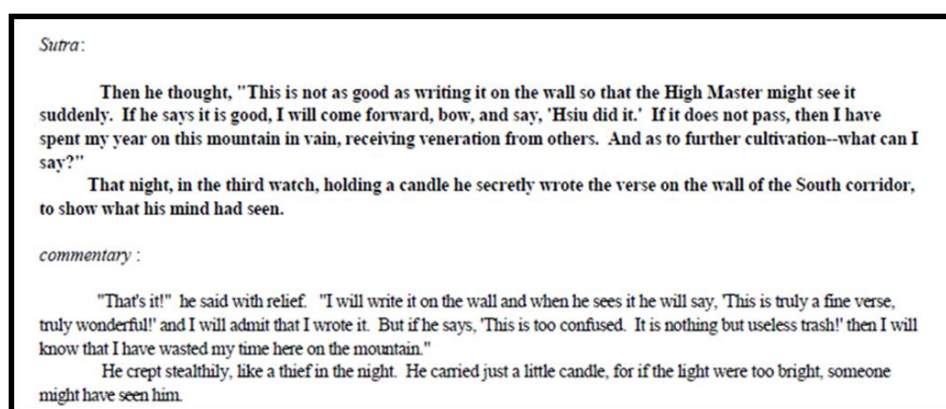 Sutra:
Then he thought, "This is not as good as writing it on the wall so that the High Master might see it
suddenly. If he says it is good, I will come forward, bow, and say, 'Hsiu did it.' If it does not pass, then I have
spent my year on this mountain in vain, receiving veneration from others. And as to further cultivation--what can I
say?"
That night, in the third watch, holding a candle he secretly wrote the verse on the wall of the South corridor,
to show what his mind had seen.
commentary :
"That's it!" he said with relief. "I will write it on the wall and when he sees it he will say, 'This is truly a fine verse,
truly wonderful!' and I will admit that I wrote it. But if he says, 'This is too confused. It is nothing but useless trash!' then I will
know that I have wasted my time here on the mountain."
He crept stealthily, like a thief in the night. He carried just a little candle, for if the light were too bright, someone
might have seen him.